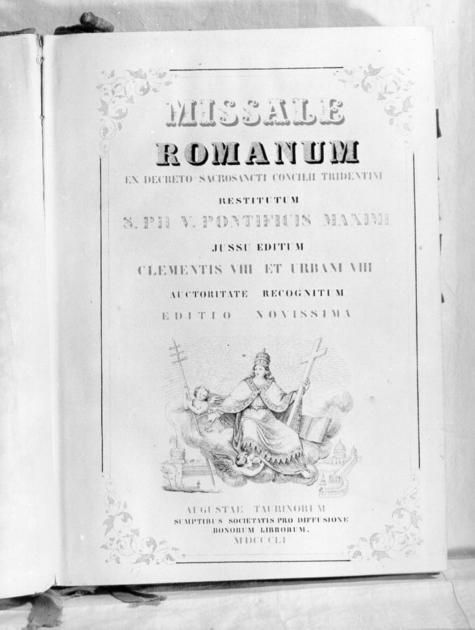 MISSALE
ROMANUM
EX DECRETO SACROSANCTI CONCILII TRIDENTINI
RESTITUTUM
S. PII V. PONTIFICIS MAXIMI
JUSSU EDITUM
CLEMENTIS VIII ET URBANI VIII
AUCTORITATE RECOGNITUM
EDITIO NOVISSIMA
AUGUSTAE TAURINORUM
SUMPTIBUS SOCIETATIS PRO DIFFUSIONE
BONORUM LIBRORUM.
MDCCCLI